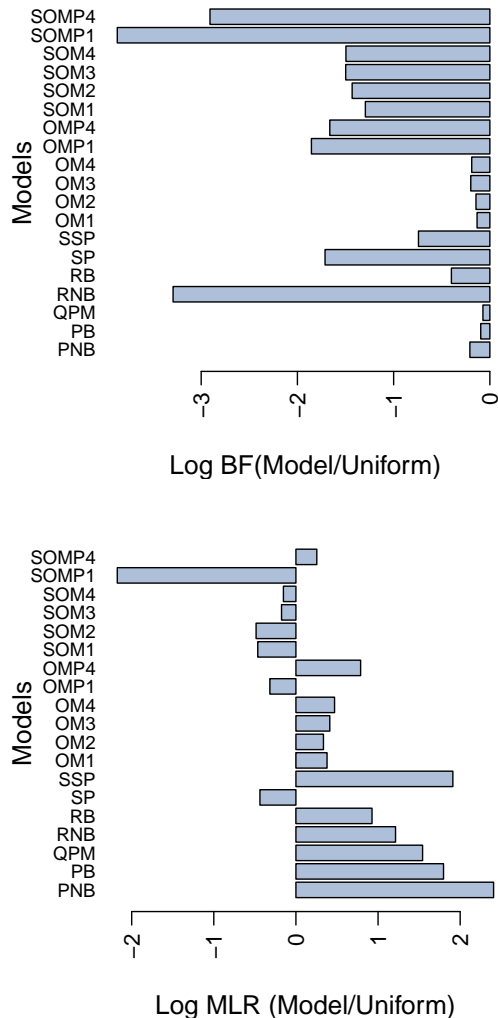 SOMP4
SOMP1
SOM4
SOM3
SOM2
SOM1
OMP4
OMP1
OM4
OM3
OM2
OM1
SSP
SP
RB
RNB
QPM
PB
PNB
Models
−3 −2 −1 0
Log BF(Model/Uniform)
SOMP4
SOMP1
SOM4
SOM3
SOM2
SOM1
OMP4
OMP1
OM4
OM3
OM2
OM1
SSP
SP
RB
RNB
QPM
PB
PNB
Models
−2 −1 0 1 2
Log MLR (Model/Uniform)